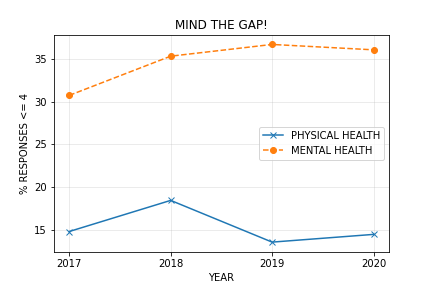 MIND THE GAP!
35
30
25
20
15
% RESPONSES <= 4
PHYSICAL HEALTH
MENTAL HEALTH
2017 2018 2019 2020
YEAR